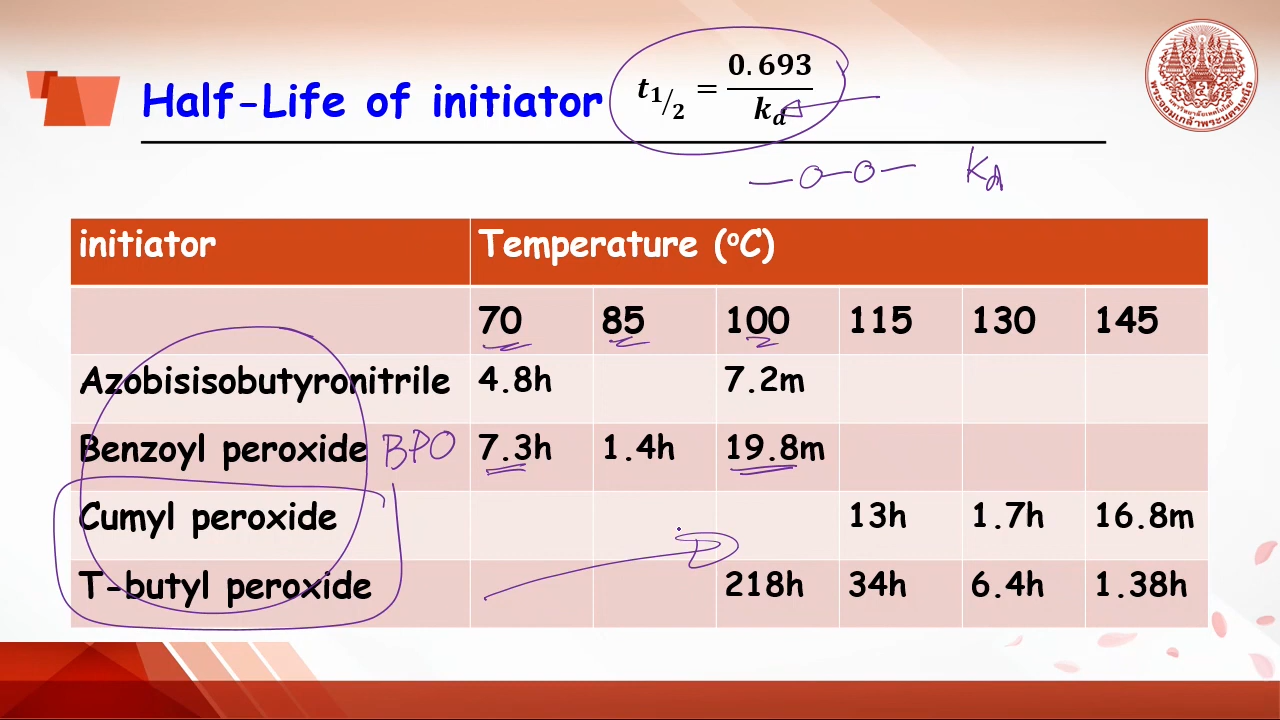 Half-Life of initiator t1/2 = 0.693/kd
—O—O— Kd
initiator Temperature (oC)
70 85 100 115 130 145
Azobisisobutyronitrile 4.8h 7.2m
Benzoyl peroxide BPO 7.3h 1.4h 19.8m
Cumyl peroxide 13h 1.7h 16.8m
T-butyl peroxide 218h 34h 6.4h 1.38h